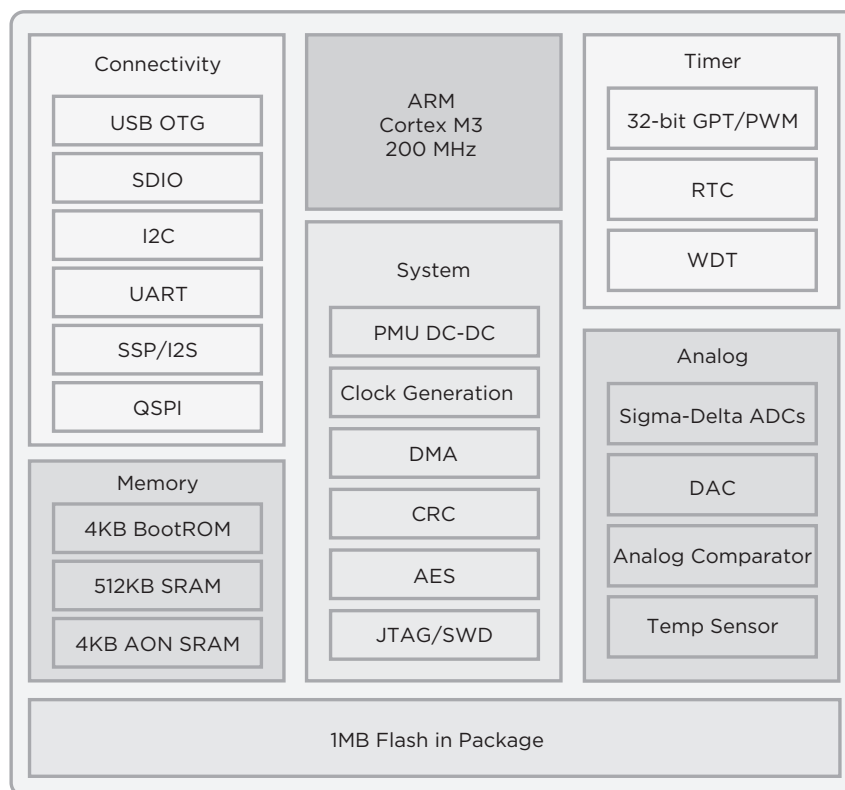 Connectivity
USB OTG
SDIO
I2C
UART
SSP/I2S
QSPI
Memory
4KB BootROM
512KB SRAM
4KB AON SRAM
ARM
Cortex M3
200 MHz
System
PMU DC-DC
Clock Generation
DMA
CRC
AES
JTAG/SWD
Timer
32-bit GPT/PWM
RTC
WDT
Analog
Sigma-Delta ADCs
DAC
Analog Comparator
Temp Sensor
1MB Flash in Package